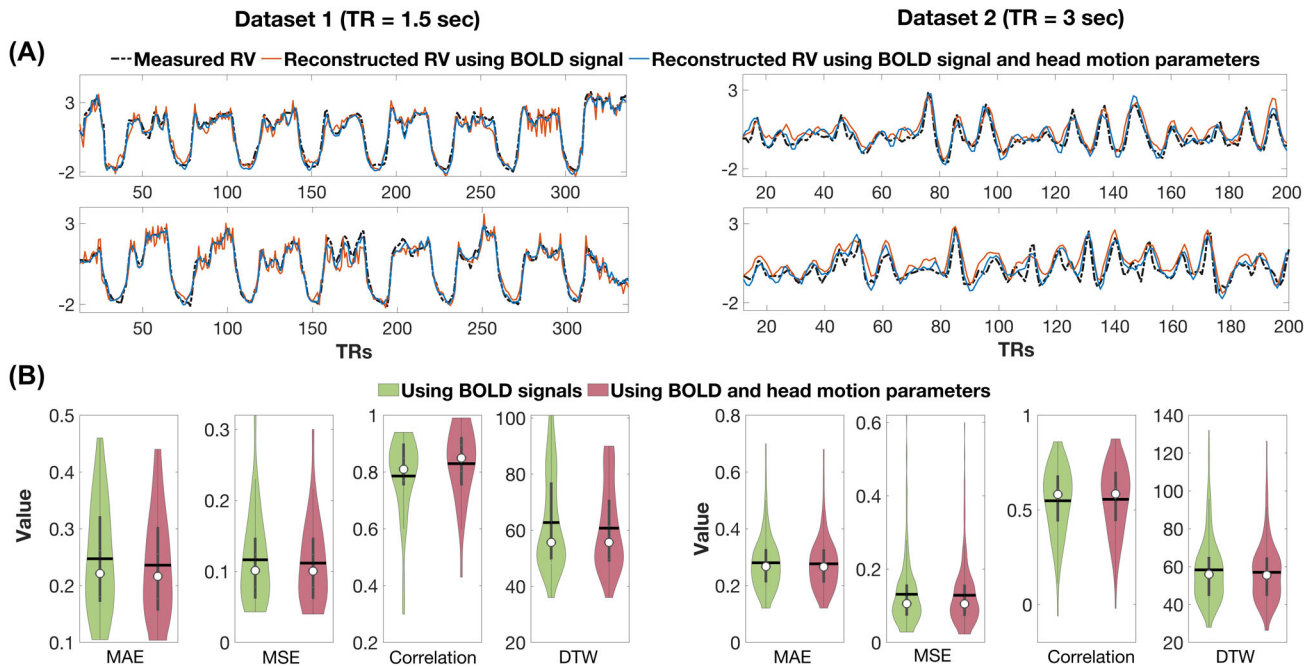 Dataset 1 (TR = 1.5 sec)
Dataset 2 (TR = 3 sec)
(A)
Measured RV
Reconstructed RV using BOLD signal
Reconstructed RV using BOLD signal and head motion parameters
3
-2
50 100 150 200 250 300
3
-2
50 100 150 200 250 300
TRs
3
-2
20 40 60 80 100 120 140 160 180 200
3
-2
20 40 60 80 100 120 140 160 180 200
TRs
(B)
Using BOLD signals
Using BOLD and head motion parameters
Value
0.5
0.4
0.3
0.2
0.1
MAE
0.3
0.2
0.1
0
MSE
1
0.8
0.6
0.4
0.2
Correlation
100
80
60
40
20
DTW
Value
0.8
0.6
0.4
0.2
0
MAE
0.6
0.4
0.2
0
MSE
1
0.5
0
Correlation
140
120
100
80
60
40
20
DTW